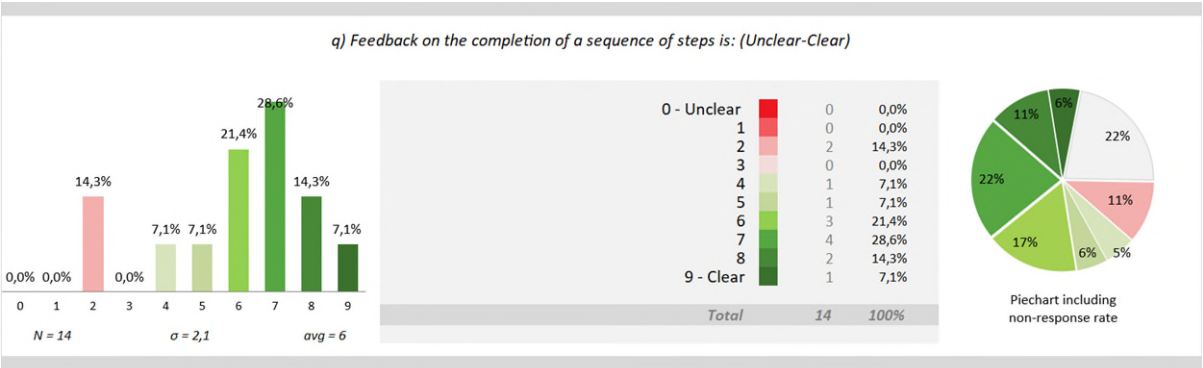 q) Feedback on the completion of a sequence of steps is: (Unclear-Clear)
28,6%
21,4%
14,3%
14,3%
7,1%
7,1%
7,1%
0,0%
0,0%
0,0%
0
1
2
3
4
5
6
7
8
9
N = 14
σ = 2,1
avg = 6
0 - Unclear 0 0,0%
1 0 0,0%
2 2 14,3%
3 0 0,0%
4 1 7,1%
5 1 7,1%
6 3 21,4%
7 4 28,6%
8 2 14,3%
9 - Clear 1 7,1%
Total 14 100%
6%
11%
22%
22%
11%
17%
6%
5%
Piechart including
non-response rate